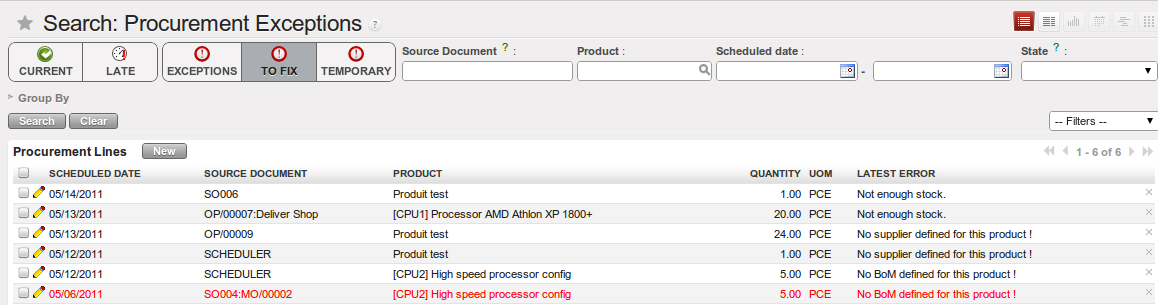 Search: Procurement Exceptions ?
CURRENT LATE EXCEPTIONS TO FIX TEMPORARY
Source Document ? : Product : Scheduled date : - State ? :
Group By
Search Clear
-- Filters --
Procurement Lines New 1 - 6 of 6
SCHEDULED DATE SOURCE DOCUMENT PRODUCT QUANTITY UOM LATEST ERROR
05/14/2011 SO006 Produit test 1.00 PCE Not enough stock.
05/13/2011 OP/00007:Deliver Shop [CPU1] Processor AMD Athlon XP 1800+ 20.00 PCE Not enough stock.
05/13/2011 OP/00009 Produit test 24.00 PCE No supplier defined for this product !
05/12/2011 SCHEDULER Produit test 1.00 PCE No supplier defined for this product !
05/12/2011 SCHEDULER [CPU2] High speed processor config 5.00 PCE No BoM defined for this product !
05/06/2011 SO004:MO/00002 [CPU2] High speed processor config 5.00 PCE No BoM defined for this product !